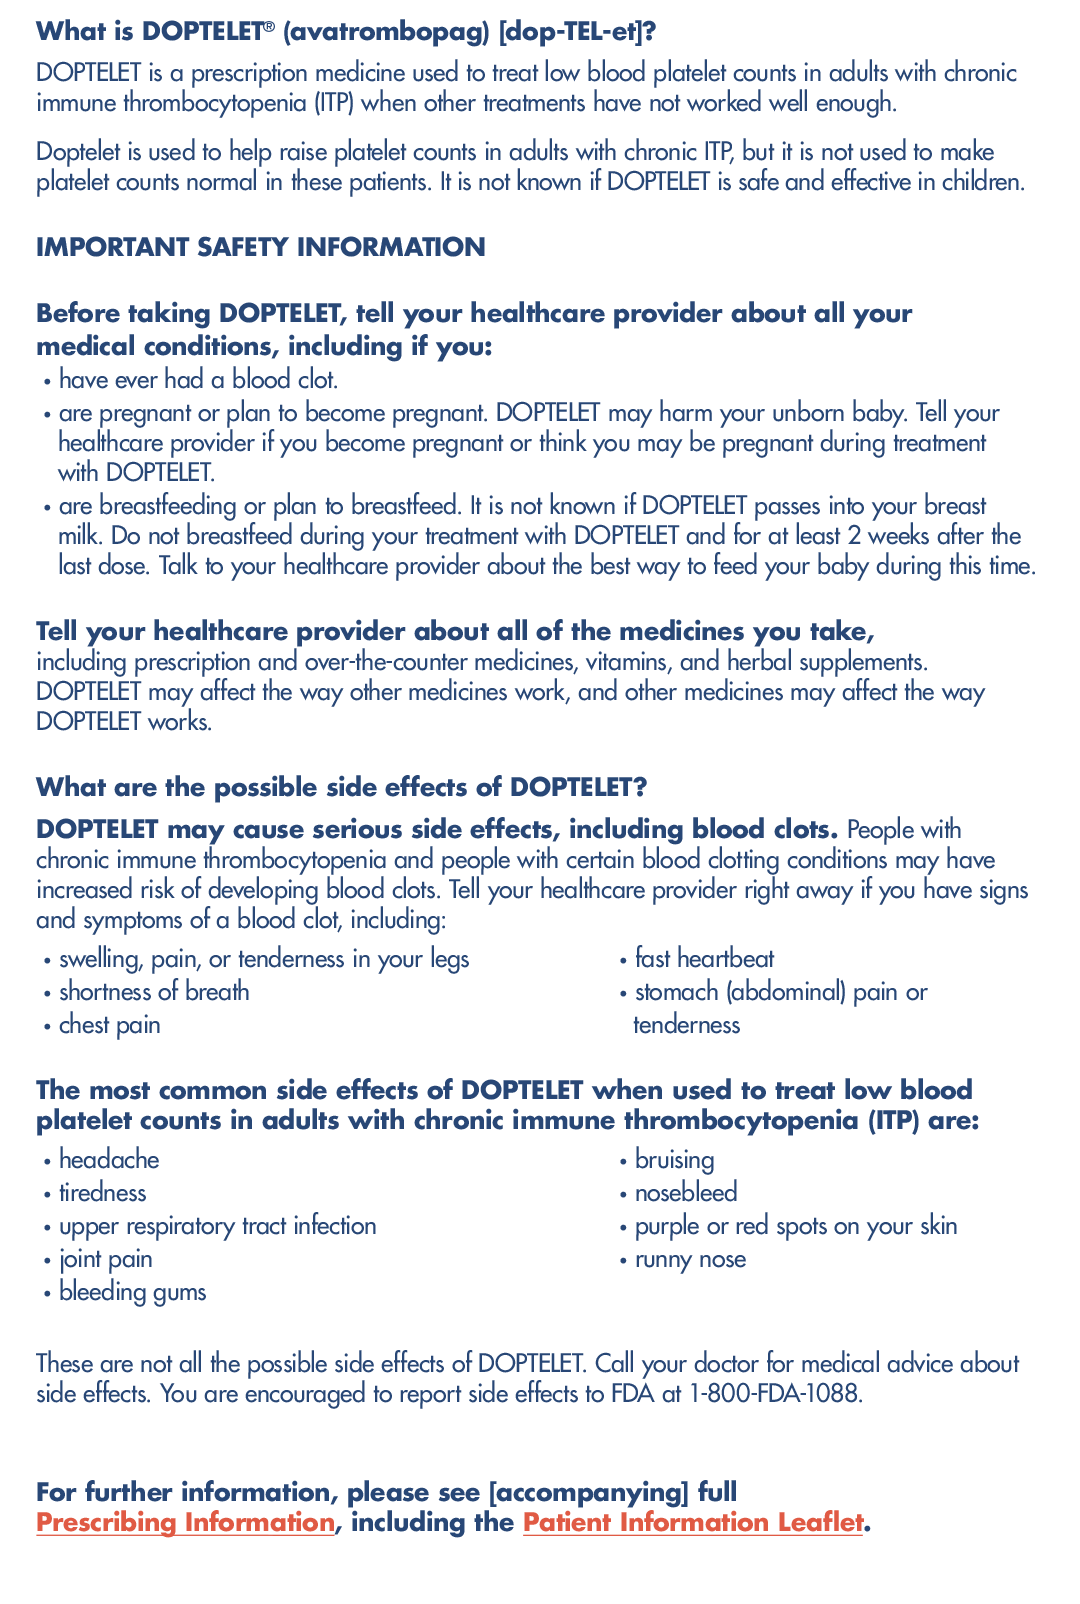 What is DOPTELET® (avatrombopag) [dop-TEL-et]?
DOPTELET is a prescription medicine used to treat low blood platelet counts in adults with chronic
immune thrombocytopenia (ITP) when other treatments have not worked well enough.
Doptelet is used to help raise platelet counts in adults with chronic ITP, but it is not used to make
platelet counts normal in these patients. It is not known if DOPTELET is safe and effective in children.
IMPORTANT SAFETY INFORMATION
Before taking DOPTELET, tell your healthcare provider about all your
medical conditions, including if you:
• have ever had a blood clot.
• are pregnant or plan to become pregnant. DOPTELET may harm your unborn baby. Tell your
healthcare provider if you become pregnant or think you may be pregnant during treatment
with DOPTELET.
• are breastfeeding or plan to breastfeed. It is not known if DOPTELET passes into your breast
milk. Do not breastfeed during your treatment with DOPTELET and for at least 2 weeks after the
last dose. Talk to your healthcare provider about the best way to feed your baby during this time.
Tell your healthcare provider about all of the medicines you take,
including prescription and over-the-counter medicines, vitamins, and herbal supplements.
DOPTELET may affect the way other medicines work, and other medicines may affect the way
DOPTELET works.
What are the possible side effects of DOPTELET?
DOPTELET may cause serious side effects, including blood clots. People with
chronic immune thrombocytopenia and people with certain blood clotting conditions may have
increased risk of developing blood clots. Tell your healthcare provider right away if you have signs
and symptoms of a blood clot, including:
• swelling, pain, or tenderness in your legs
• shortness of breath
• chest pain
• fast heartbeat
• stomach (abdominal) pain or
tenderness
The most common side effects of DOPTELET when used to treat low blood
platelet counts in adults with chronic immune thrombocytopenia (ITP) are:
• headache
• tiredness
• upper respiratory tract infection
• joint pain
• bleeding gums
• bruising
• nosebleed
• purple or red spots on your skin
• runny nose
These are not all the possible side effects of DOPTELET. Call your doctor for medical advice about
side effects. You are encouraged to report side effects to FDA at 1-800-FDA-1088.
For further information, please see [accompanying] full
Prescribing Information, including the Patient Information Leaflet.